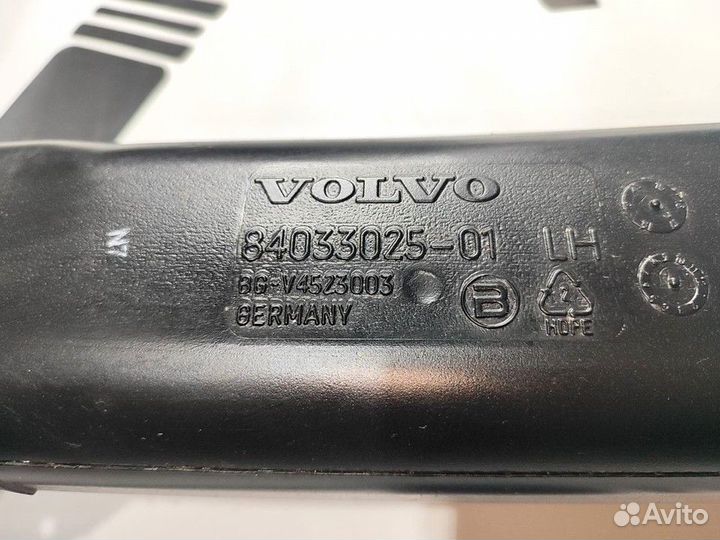 VOLVO
84033025-01 LH
BG-V4523003
GERMANY
B
2
HDPE
Avito